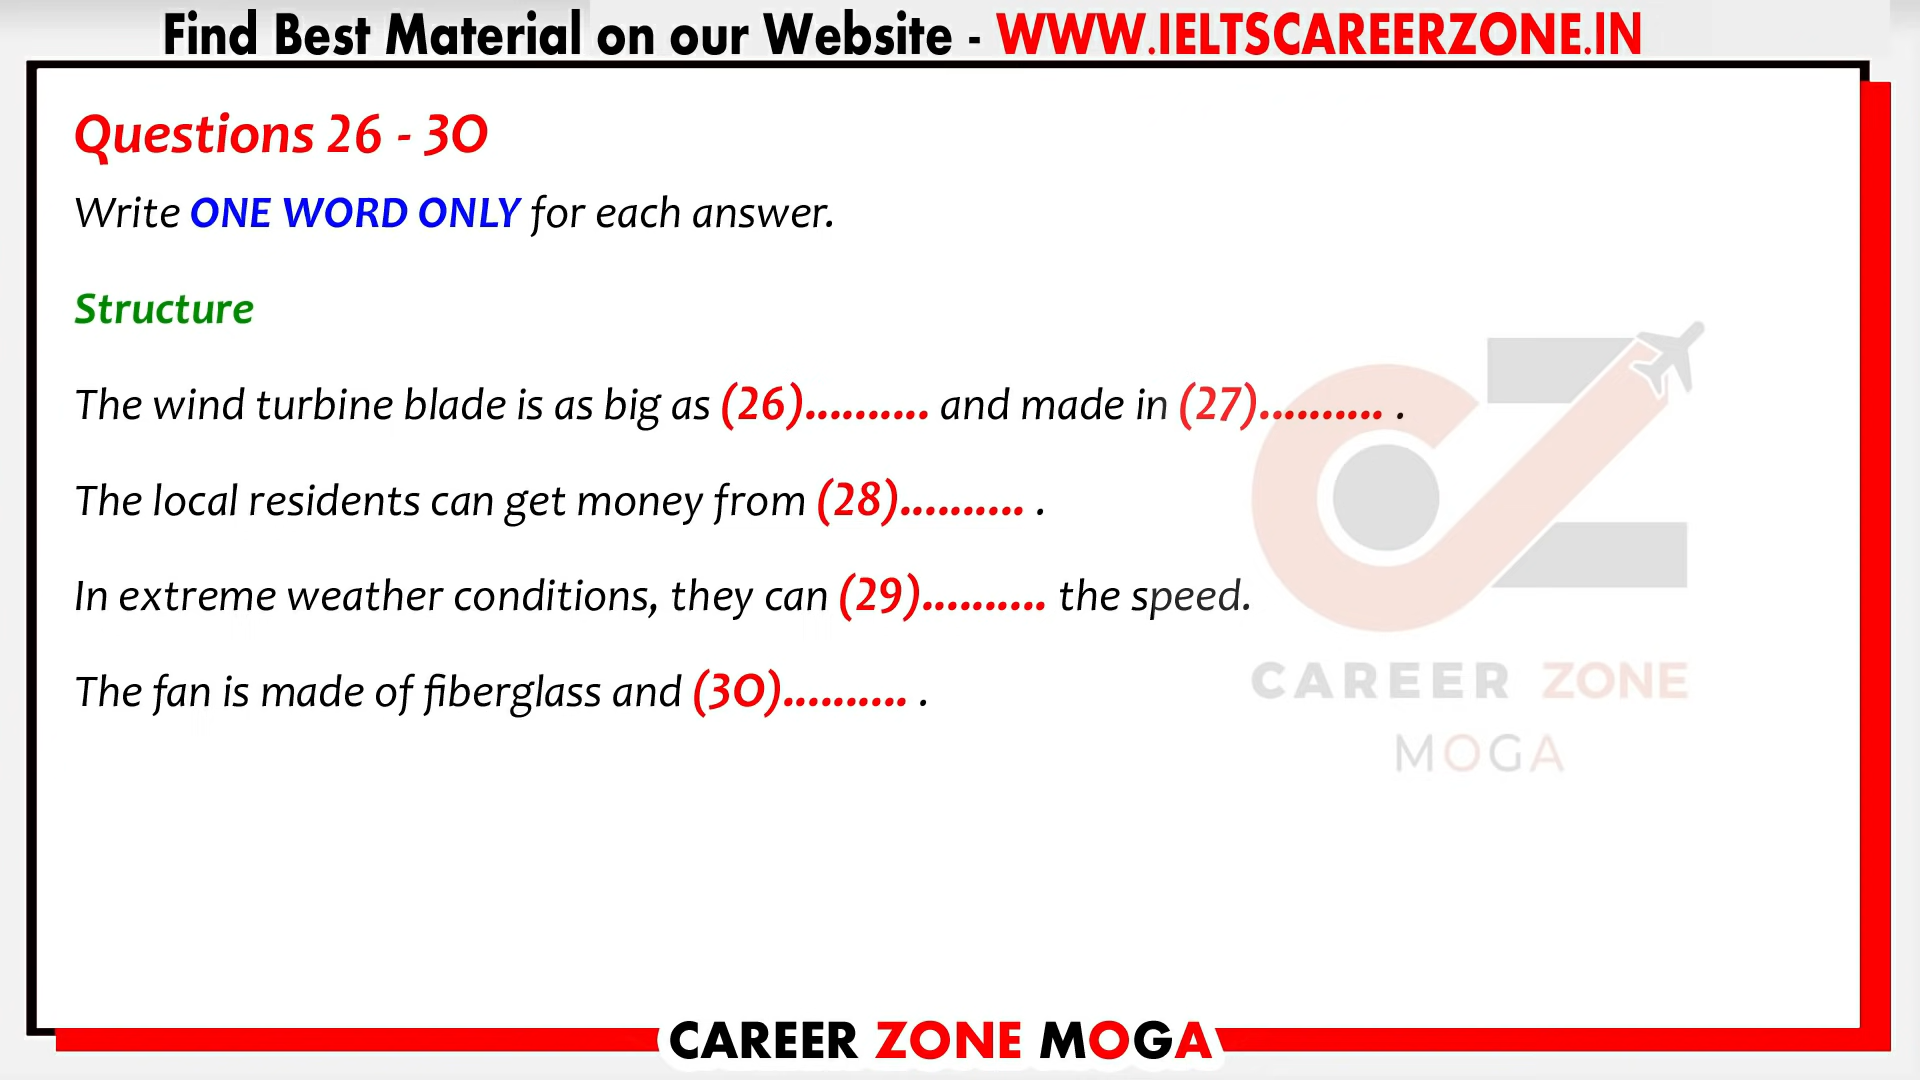 Find Best Material on our Website - WWW.IELTSCAREERZONE.IN
Questions 26 - 30
Write ONE WORD ONLY for each answer.
Structure
The wind turbine blade is as big as (26).......... and made in (27).......... .
The local residents can get money from (28).......... .
In extreme weather conditions, they can (29).......... the speed.
The fan is made of fiberglass and (30).......... .
CAREER ZONE
MOGA
CAREER ZONE MOGA